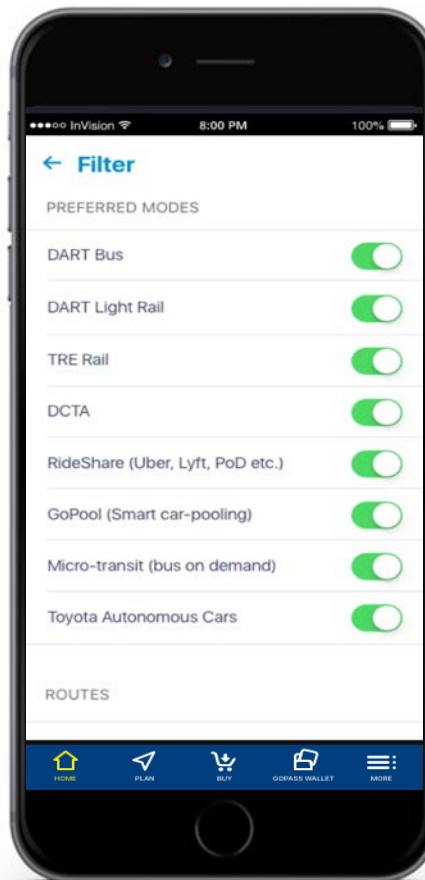 InVision 8:00 PM 100%
← Filter
PREFERRED MODES
DART Bus
DART Light Rail
TRE Rail
DCTA
RideShare (Uber, Lyft, PoD etc.)
GoPool (Smart car-pooling)
Micro-transit (bus on demand)
Toyota Autonomous Cars
ROUTES
HOME PLAN BUY GOPASS WALLET MORE